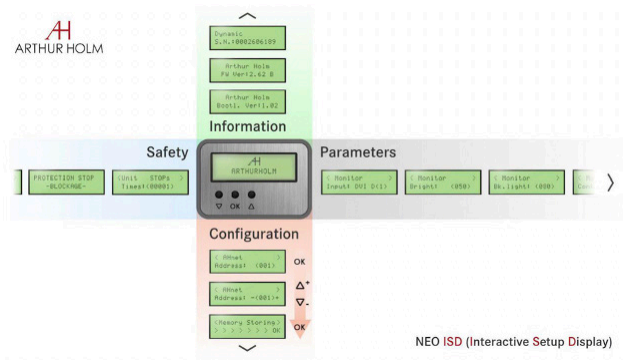 Dynamic
S.N.:0002686189
Arthur Holm
FW Ver:2.62 B
Arthur Holm
Bootl. Ver:1.02
Information
ARTHUR HOLM
Safety
Parameters
PROTECTION STOP
-BLOCKAGE-
<Unit STOPs >
Times:(00001)
ARTHURHOLM
▽ OK △
< Monitor >
Input: DVI D(1)
< Monitor >
Bright: (050)
< Monitor >
Bk.light: (090)
Configuration
< AHnet >
Address: (001)
OK
< AHnet >
Address: -(001)+
△+
▽-
<Memory Storing>
> > > > > > > OK
OK
NEO ISD (Interactive Setup Display)